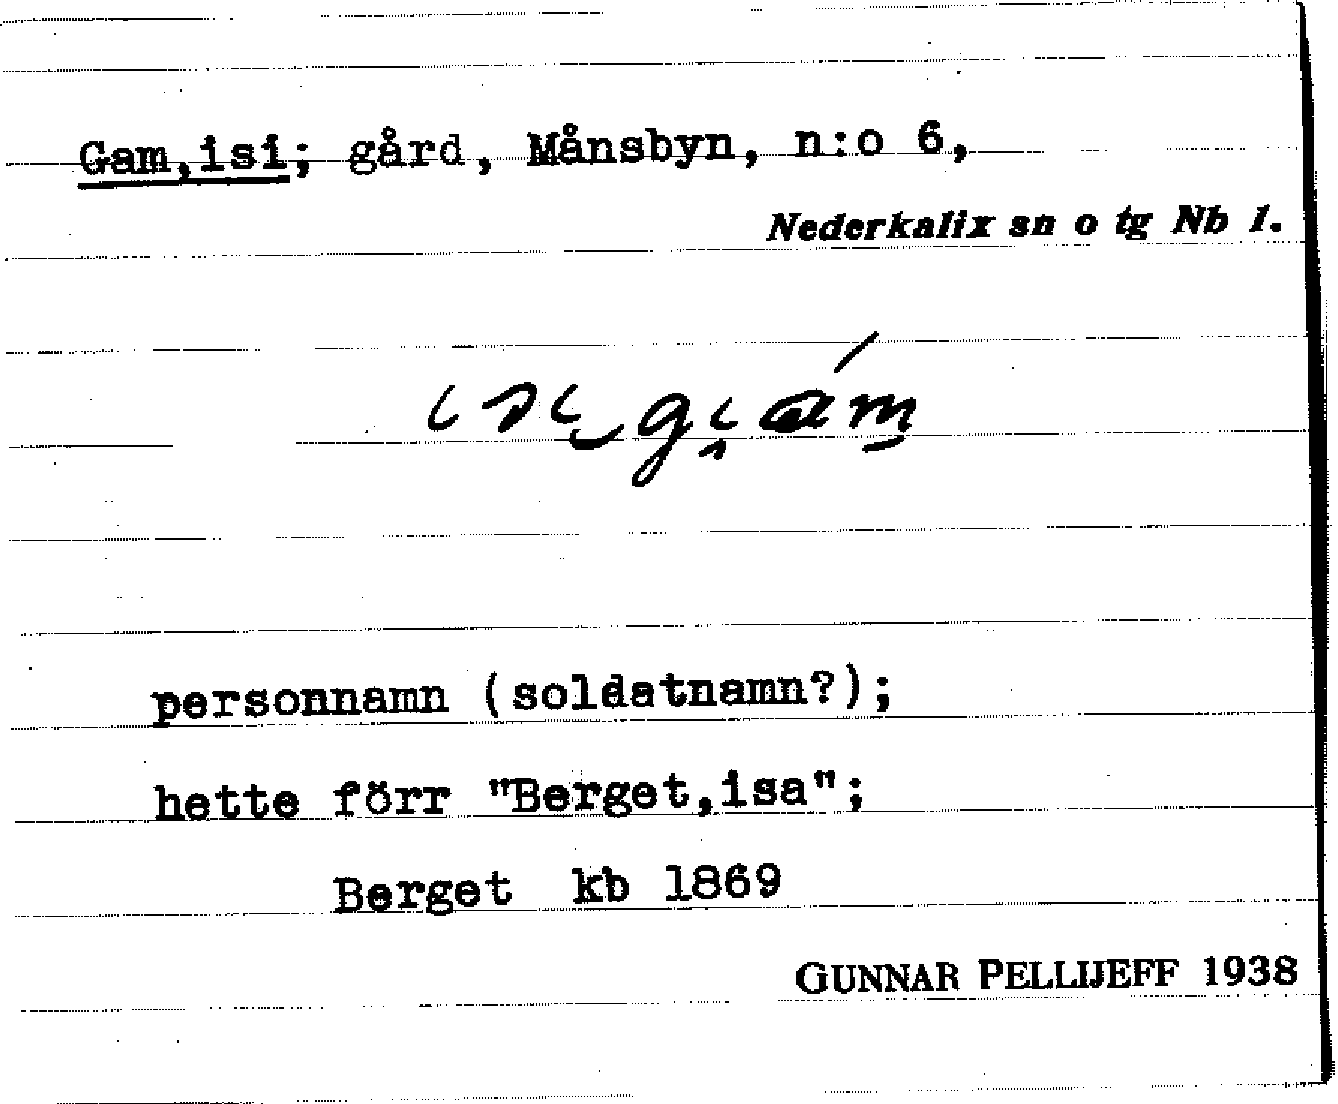 Gam,isi; gård, Månsbyn, n:o 6,
Nederkalix sn o tg Nb 1.
personnamn (soldatnamn?);
hette förr "Berget,isa";
Berget kb 1869
GUNNAR PELLIJEFF 1938